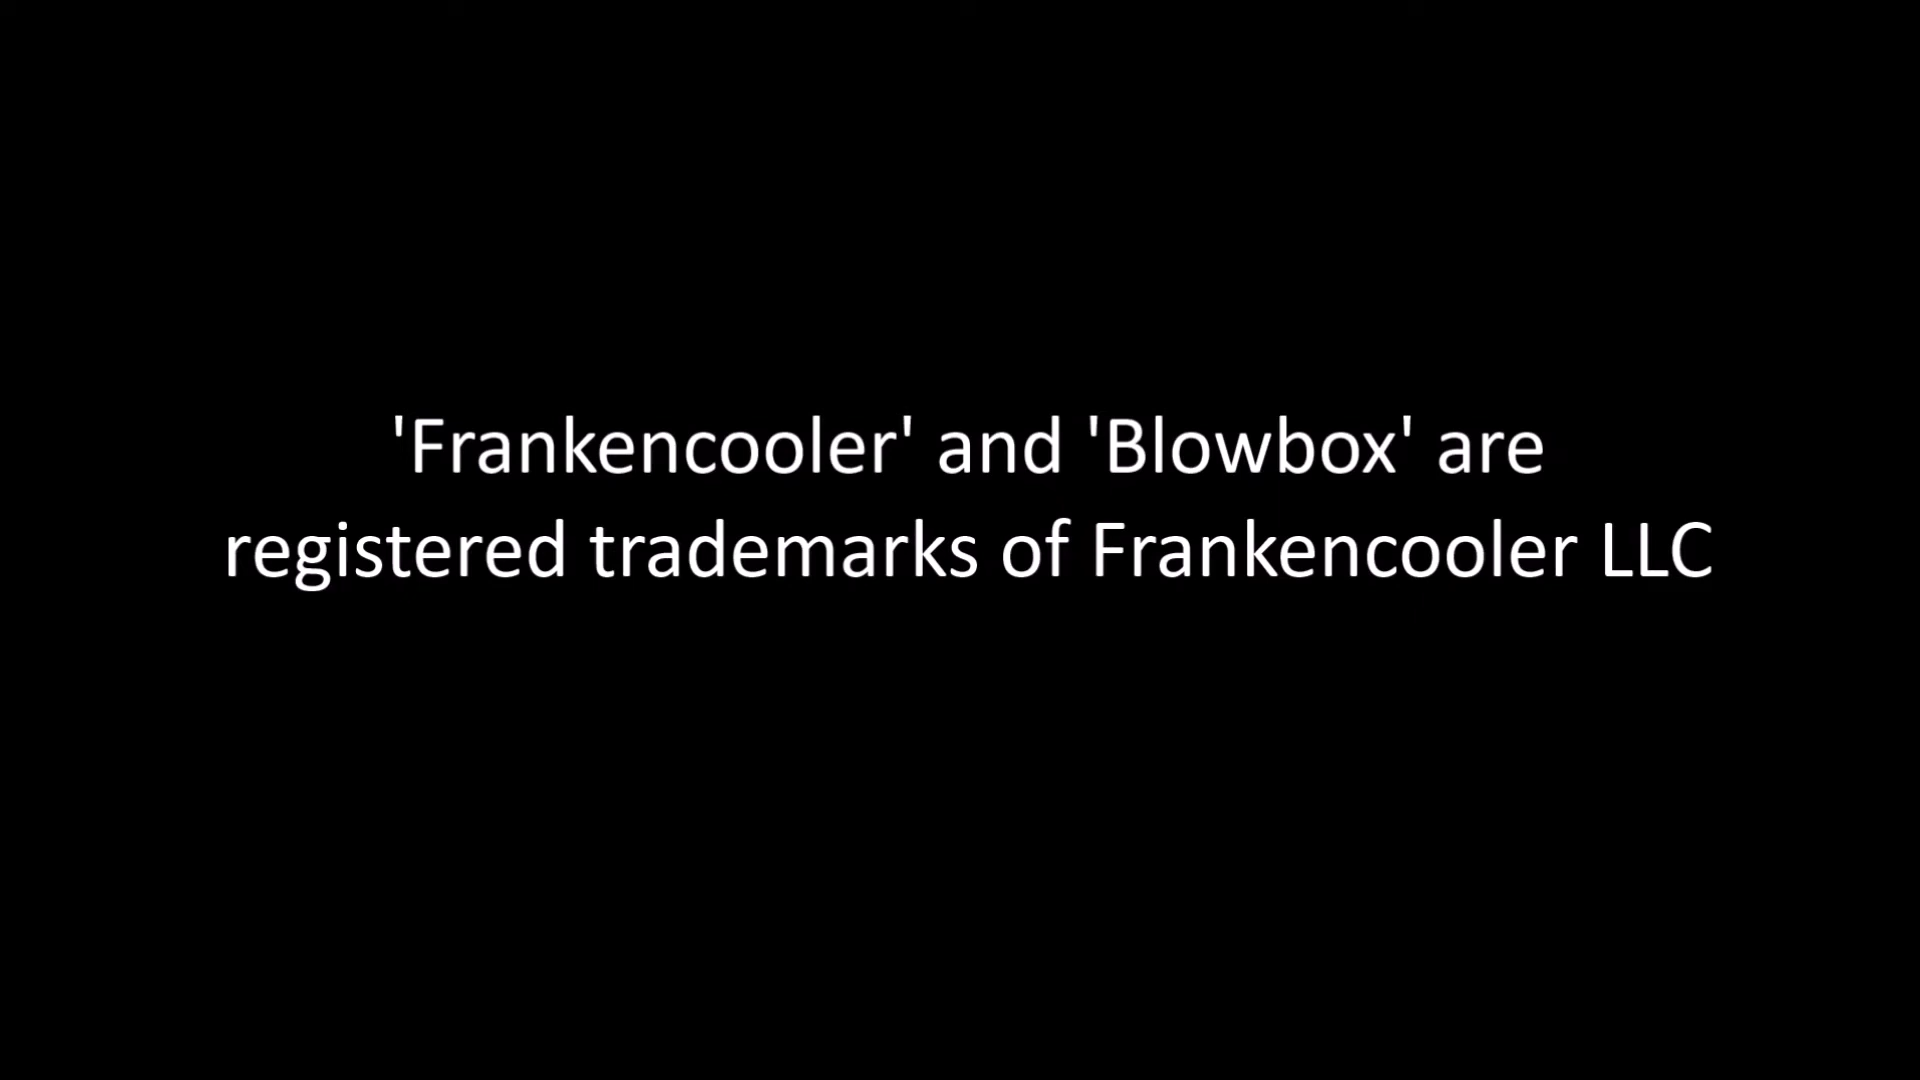 'Frankencooler' and 'Blowbox' are
registered trademarks of Frankencooler LLC